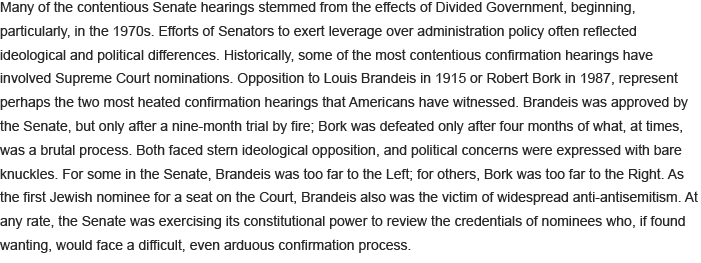 Many of the contentious Senate hearings stemmed from the effects of Divided Government, beginning,
particularly, in the 1970s. Efforts of Senators to exert leverage over administration policy often reflected
ideological and political differences. Historically, some of the most contentious confirmation hearings have
involved Supreme Court nominations. Opposition to Louis Brandeis in 1915 or Robert Bork in 1987, represent
perhaps the two most heated confirmation hearings that Americans have witnessed. Brandeis was approved by
the Senate, but only after a nine-month trial by fire; Bork was defeated only after four months of what, at times,
was a brutal process. Both faced stern ideological opposition, and political concerns were expressed with bare
knuckles. For some in the Senate, Brandeis was too far to the Left; for others, Bork was too far to the Right. As
the first Jewish nominee for a seat on the Court, Brandeis also was the victim of widespread anti-antisemitism. At
any rate, the Senate was exercising its constitutional power to review the credentials of nominees who, if found
wanting, would face a difficult, even arduous confirmation process.